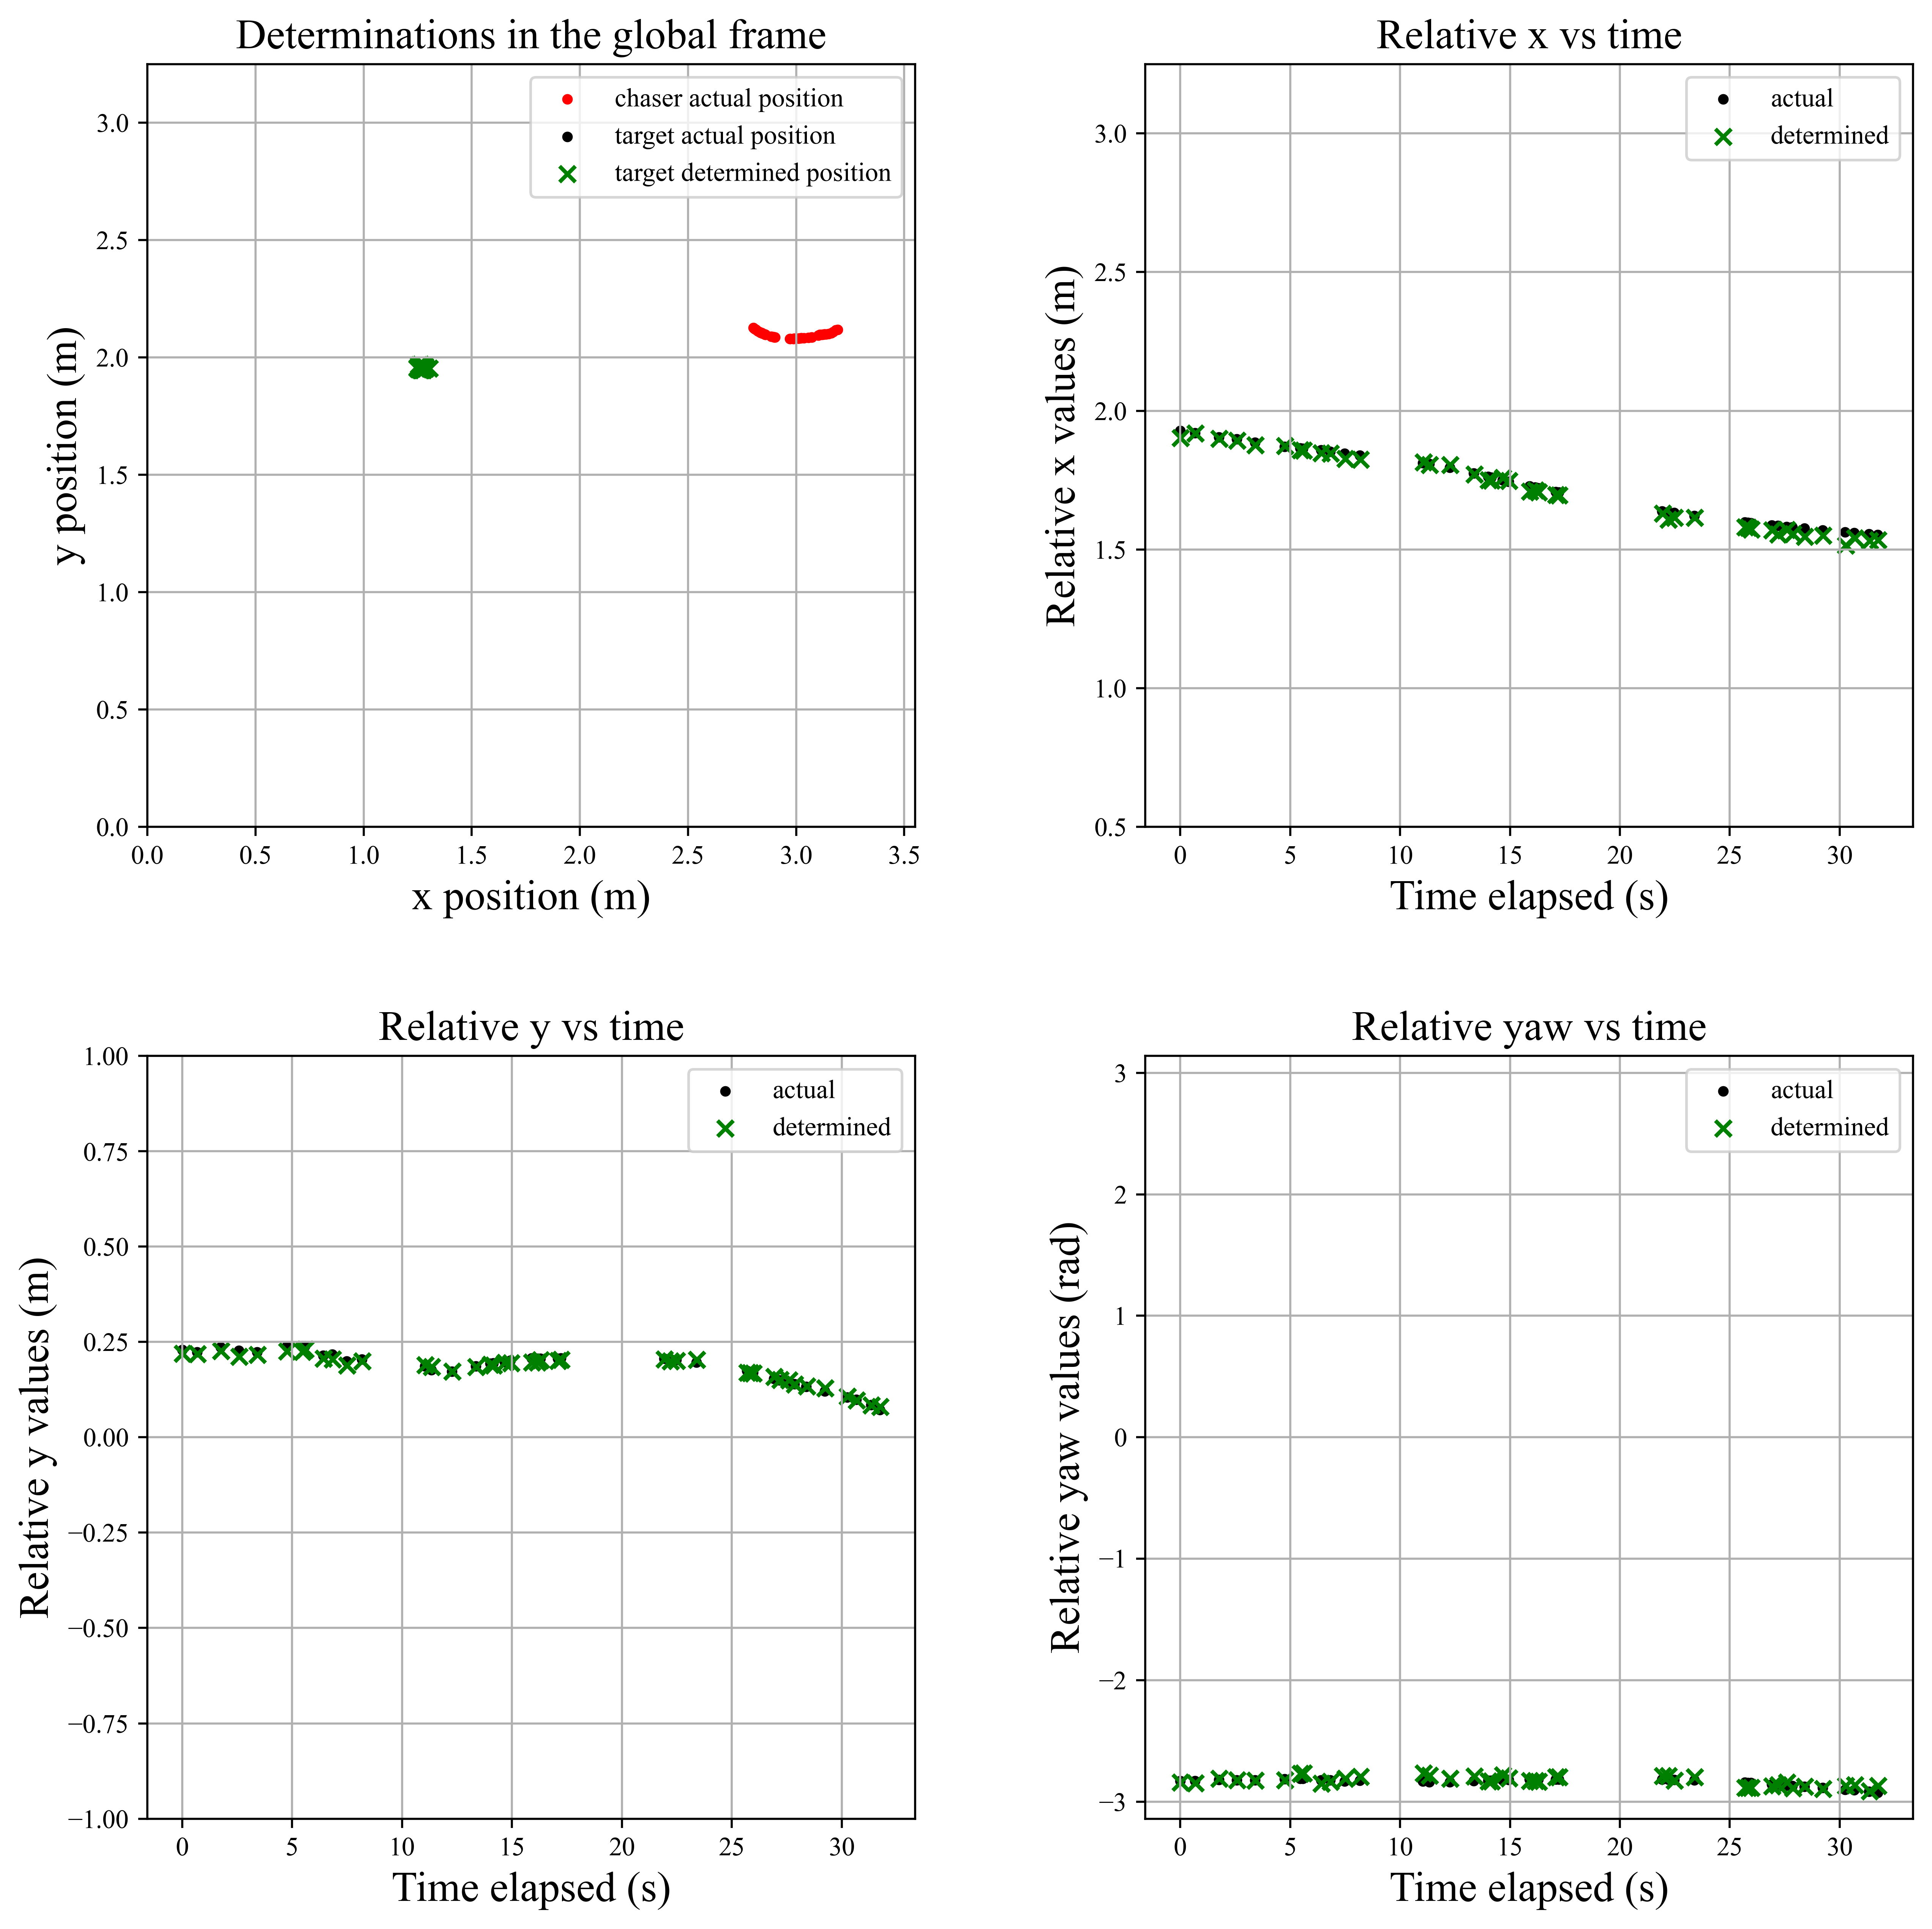 Determinations in the global frame
chaser actual position
target actual position
target determined position
3.0
2.5
2.0
1.5
1.0
0.5
0.0
y position (m)
0.0 0.5 1.0 1.5 2.0 2.5 3.0 3.5
x position (m)
Relative x vs time
actual
determined
3.0
2.5
2.0
1.5
1.0
0.5
Relative x values (m)
0 5 10 15 20 25 30
Time elapsed (s)
Relative y vs time
actual
determined
1.00
0.75
0.50
0.25
0.00
−0.25
−0.50
−0.75
−1.00
Relative y values (m)
0 5 10 15 20 25 30
Time elapsed (s)
Relative yaw vs time
actual
determined
3
2
1
0
−1
−2
−3
Relative yaw values (rad)
0 5 10 15 20 25 30
Time elapsed (s)